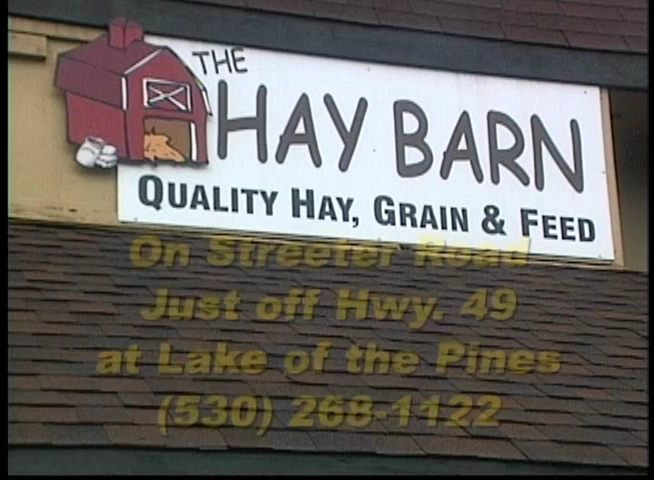 THE
HAY BARN
QUALITY HAY, GRAIN & FEED
On Streeter Road
Just off Hwy. 49
at Lake of the Pines
(530) 268-1122